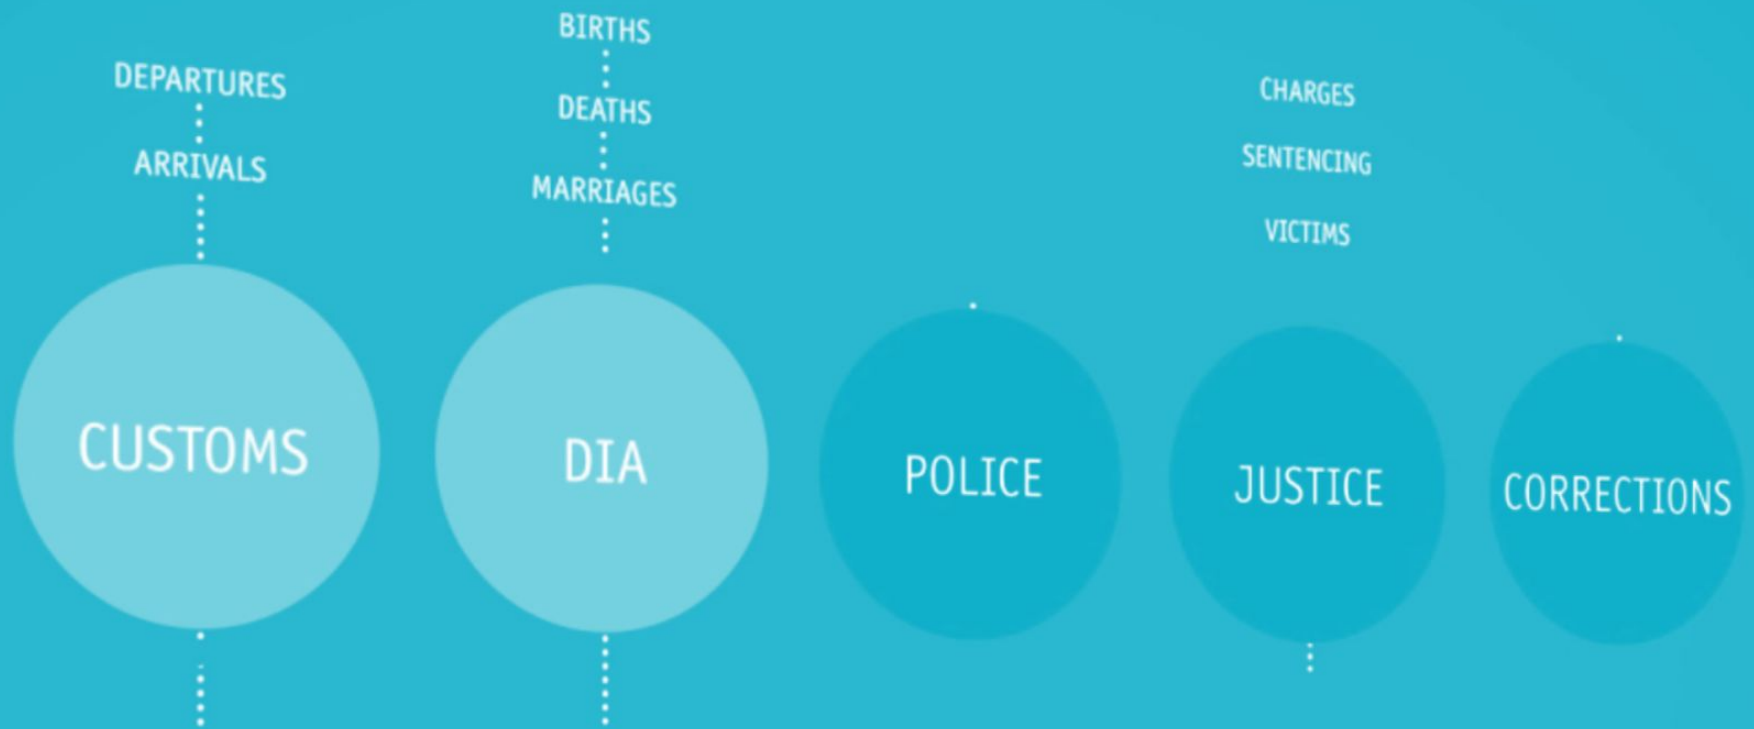 BIRTHS
DEPARTURES
DEATHS
CHARGES
ARRIVALS
SENTENCING
MARRIAGES
VICTIMS
CUSTOMS
DIA
POLICE
JUSTICE
CORRECTIONS